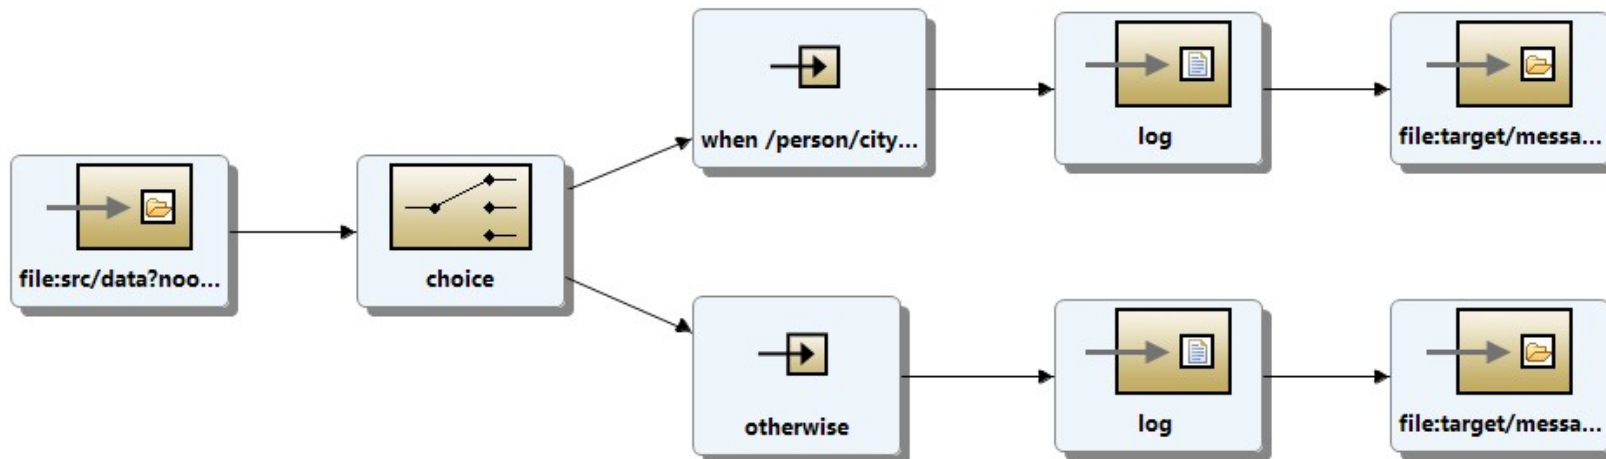 when /person/city...
log
file:target/messa...
file:src/data?noo...
choice
otherwise
log
file:target/messa...